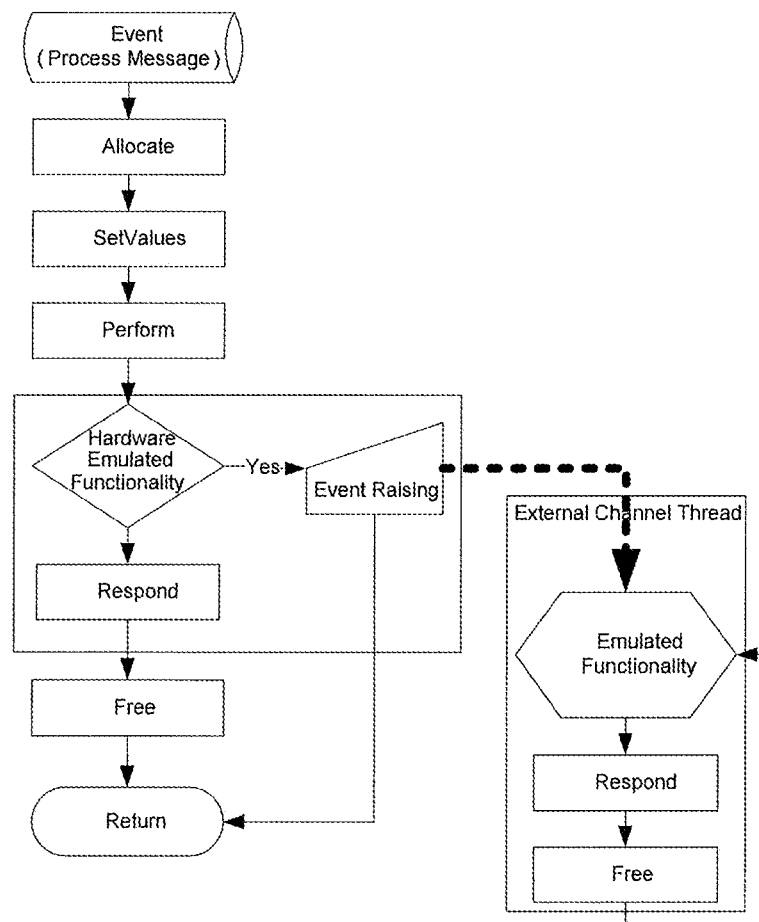 Event
( Process Message )
Allocate
SetValues
Perform
Hardware
Emulated
Functionality
Yes
Event Raising
Respond
Free
Return
External Channel Thread
Emulated
Functionality
Respond
Free